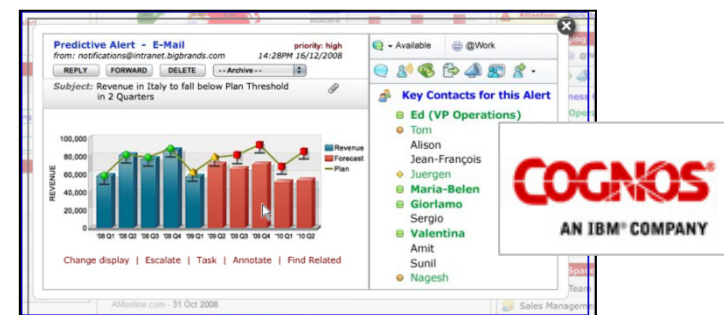 Predictive Alert - E-Mail
priority: high
from: notifications@intranet.bigbrands.com
14:28PM 16/12/2008
REPLY
FORWARD
DELETE
--Archive--
Subject: Revenue in Italy to fall below Plan Threshold
in 2 Quarters
REVENUE
100,000
80,000
60,000
40,000
20,000
0
'08 Q1 '08 Q2 '08 Q3 '08 Q4 '09 Q1 '09 Q2 '09 Q3 '09 Q4 '10 Q1 '10 Q2
Revenue
Forecast
Plan
Change display | Escalate | Task | Annotate | Find Related
Available
@Work
Key Contacts for this Alert
Ed (VP Operations)
Tom
Alison
Jean-François
Juergen
Maria-Belen
Giorlamo
Sergio
Valentina
Amit
Sunil
Nagesh
COGNOS
AN IBM® COMPANY
AMonline.com - 31 Oct 2008
Team
Sales Manageme